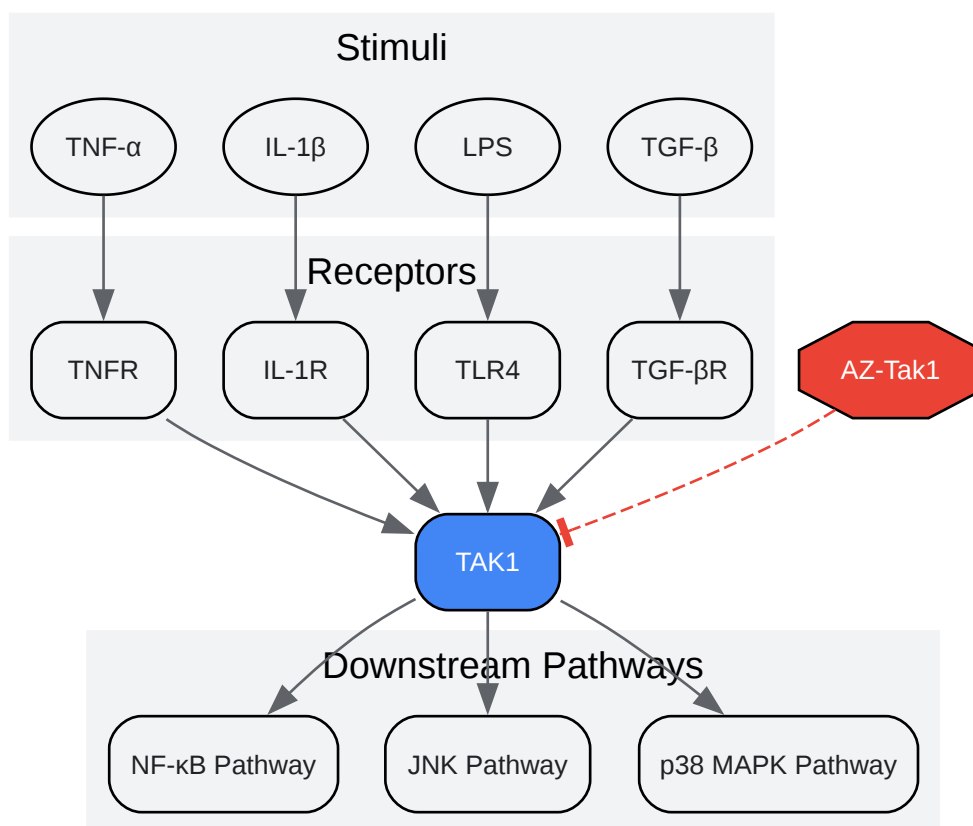 Stimuli
TNF-α
IL-1β
LPS
TGF-β
Receptors
TNFR
IL-1R
TLR4
TGF-βR
AZ-Tak1
TAK1
Downstream Pathways
NF-κB Pathway
JNK Pathway
p38 MAPK Pathway